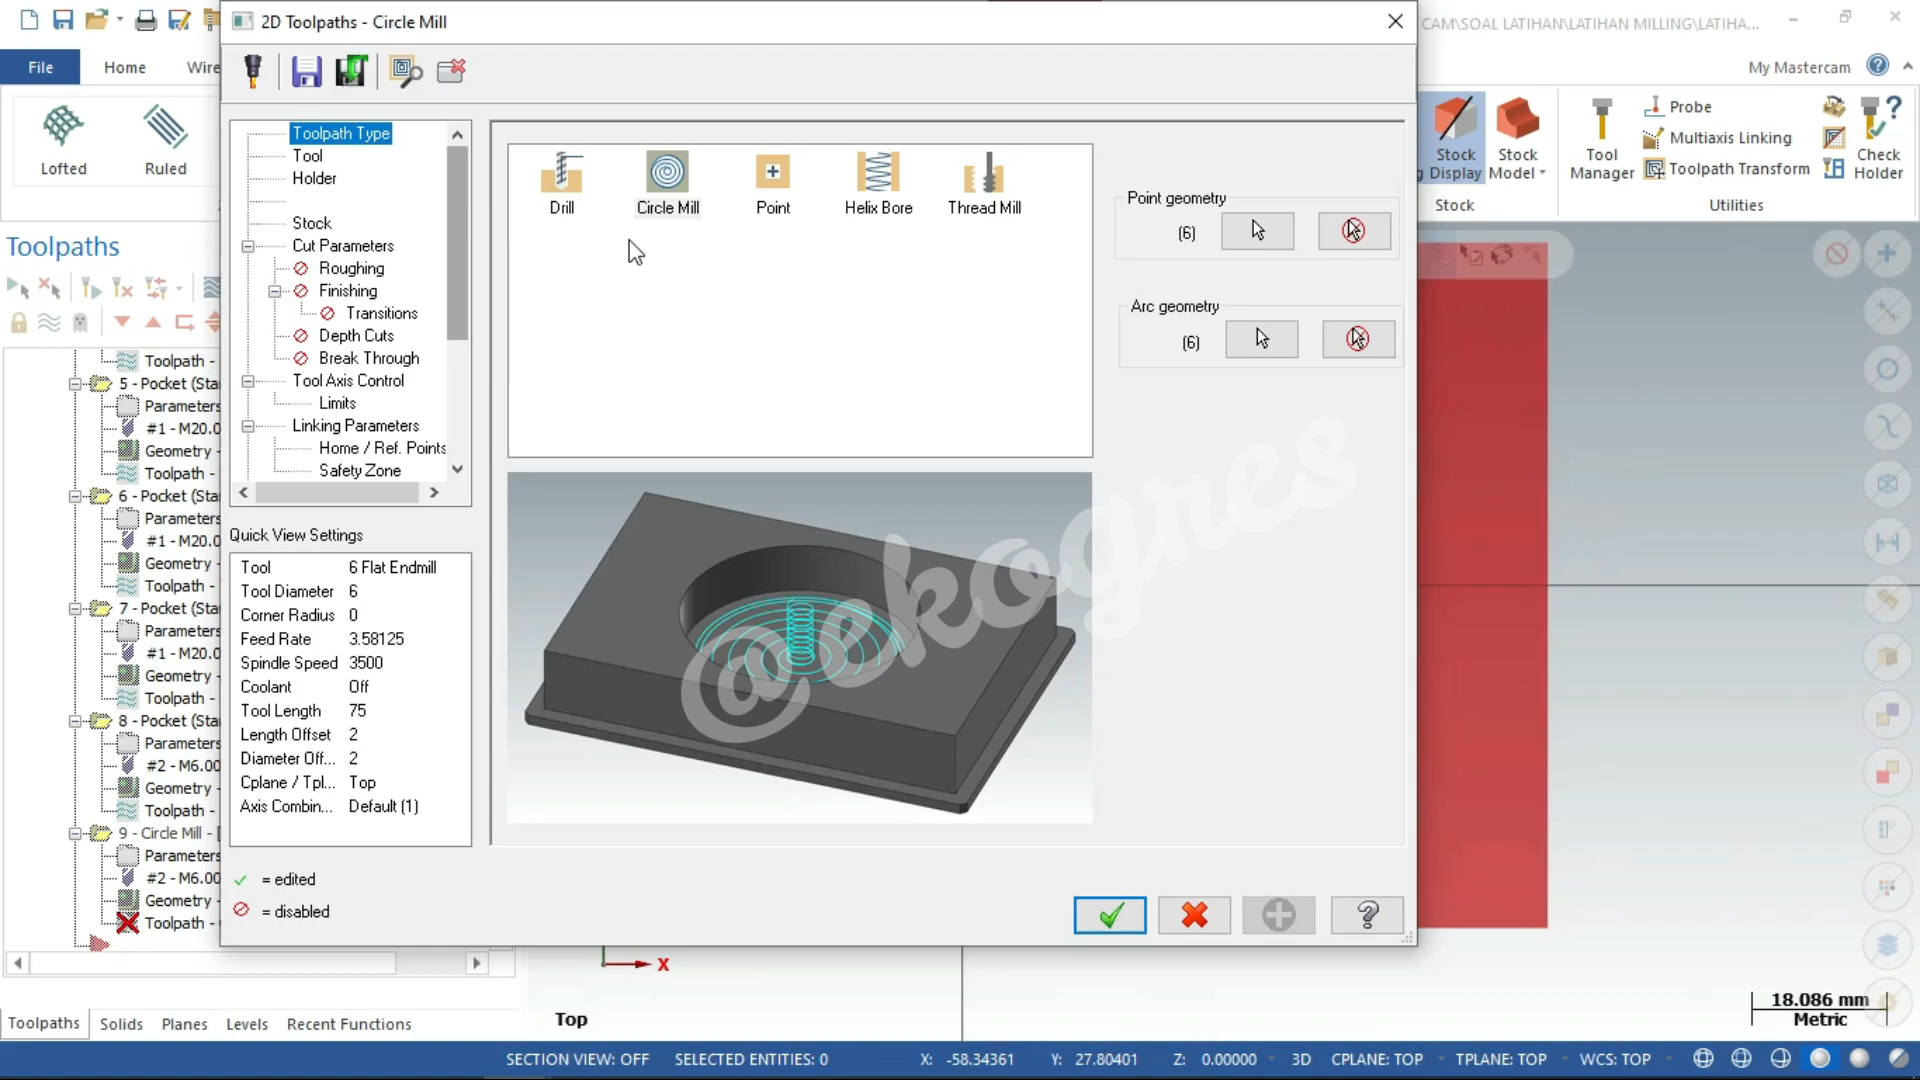 2D Toolpaths - Circle Mill
CAM\SOAL LATIHAN\LATIHAN MILLING\LATIHA...
File
Home
Wire
My Mastercam
Lofted
Ruled
Stock
Display
Stock
Model
Tool
Manager
Probe
Multiaxis Linking
Toolpath Transform
Check
Holder
Stock
Utilities
Toolpaths
Toolpath Type
Tool
Holder
Stock
Cut Parameters
Roughing
Finishing
Transitions
Depth Cuts
Break Through
Tool Axis Control
Limits
Linking Parameters
Home / Ref. Points
Safety Zone
Drill
Circle Mill
Point
Helix Bore
Thread Mill
Point geometry
(6)
Arc geometry
(6)
Toolpath -
5 - Pocket (Sta
Parameters
#1 - M20.0
Geometry -
Toolpath -
6 - Pocket (Sta
Parameters
#1 - M20.0
Geometry -
Toolpath -
7 - Pocket (Sta
Parameters
#1 - M20.0
Geometry -
Toolpath -
8 - Pocket (Sta
Parameters
#2 - M6.00
Geometry -
Toolpath -
9 - Circle Mill - [
Parameters
#2 - M6.00
Geometry -
Toolpath -
Quick View Settings
Tool 6 Flat Endmill
Tool Diameter 6
Corner Radius 0
Feed Rate 3.58125
Spindle Speed 3500
Coolant Off
Tool Length 75
Length Offset 2
Diameter Off... 2
Cplane / Tpl... Top
Axis Combin... Default (1)
= edited
= disabled
@ekogres
X
Top
18.086 mm
Metric
Toolpaths
Solids
Planes
Levels
Recent Functions
SECTION VIEW: OFF
SELECTED ENTITIES: 0
X: -58.34361
Y: 27.80401
Z: 0.00000
3D
CPLANE: TOP
TPLANE: TOP
WCS: TOP